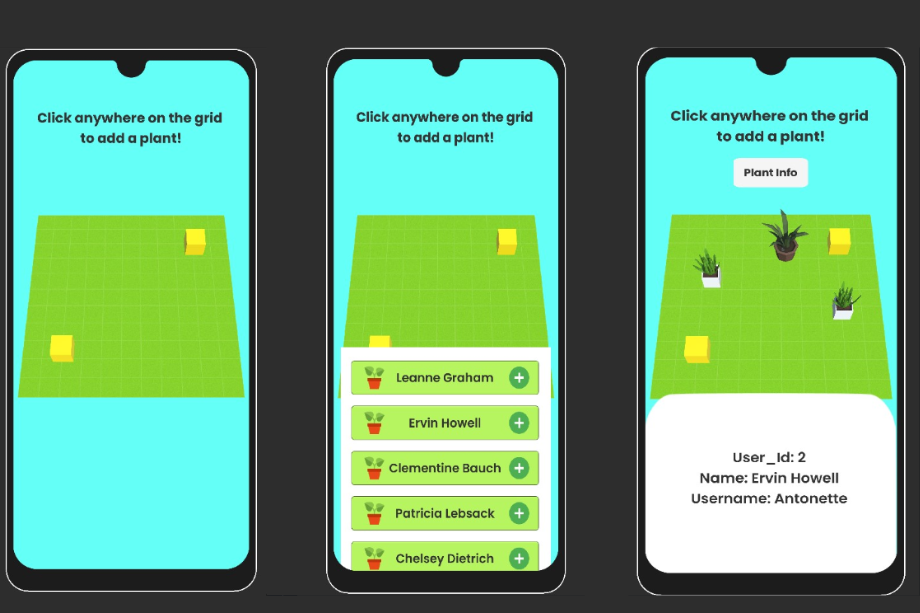 Click anywhere on the grid
to add a plant!
Click anywhere on the grid
to add a plant!
Leanne Graham
Ervin Howell
Clementine Bauch
Patricia Lebsack
Chelsey Dietrich
Click anywhere on the grid
to add a plant!
Plant Info
User_Id: 2
Name: Ervin Howell
Username: Antonette